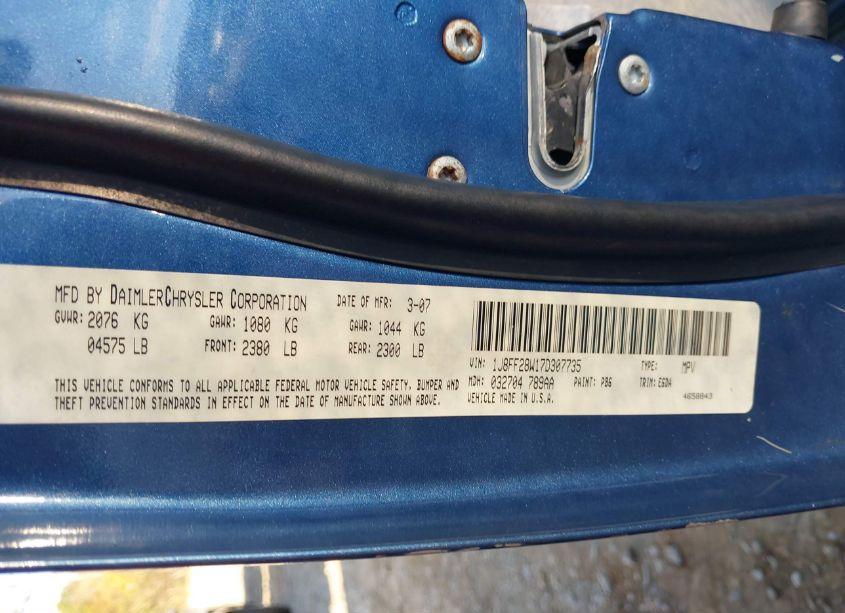 MFD BY DAIMLERCHRYSLER CORPORATION DATE OF MFR: 3-07
GVWR: 2076 KG GAWR: 1080 KG GAWR: 1044 KG
04575 LB FRONT: 2380 LB REAR: 2300 LB
THIS VEHICLE CONFORMS TO ALL APPLICABLE FEDERAL MOTOR VEHICLE SAFETY, BUMPER AND
THEFT PREVENTION STANDARDS IN EFFECT ON THE DATE OF MANUFACTURE SHOWN ABOVE.
VIN: 1J8FF28W17D307735 TYPE: MPV
MDH: 032704 789AA PAINT: PB6 TRIM: E6DA
VEHICLE MADE IN U.S.A. 4658843